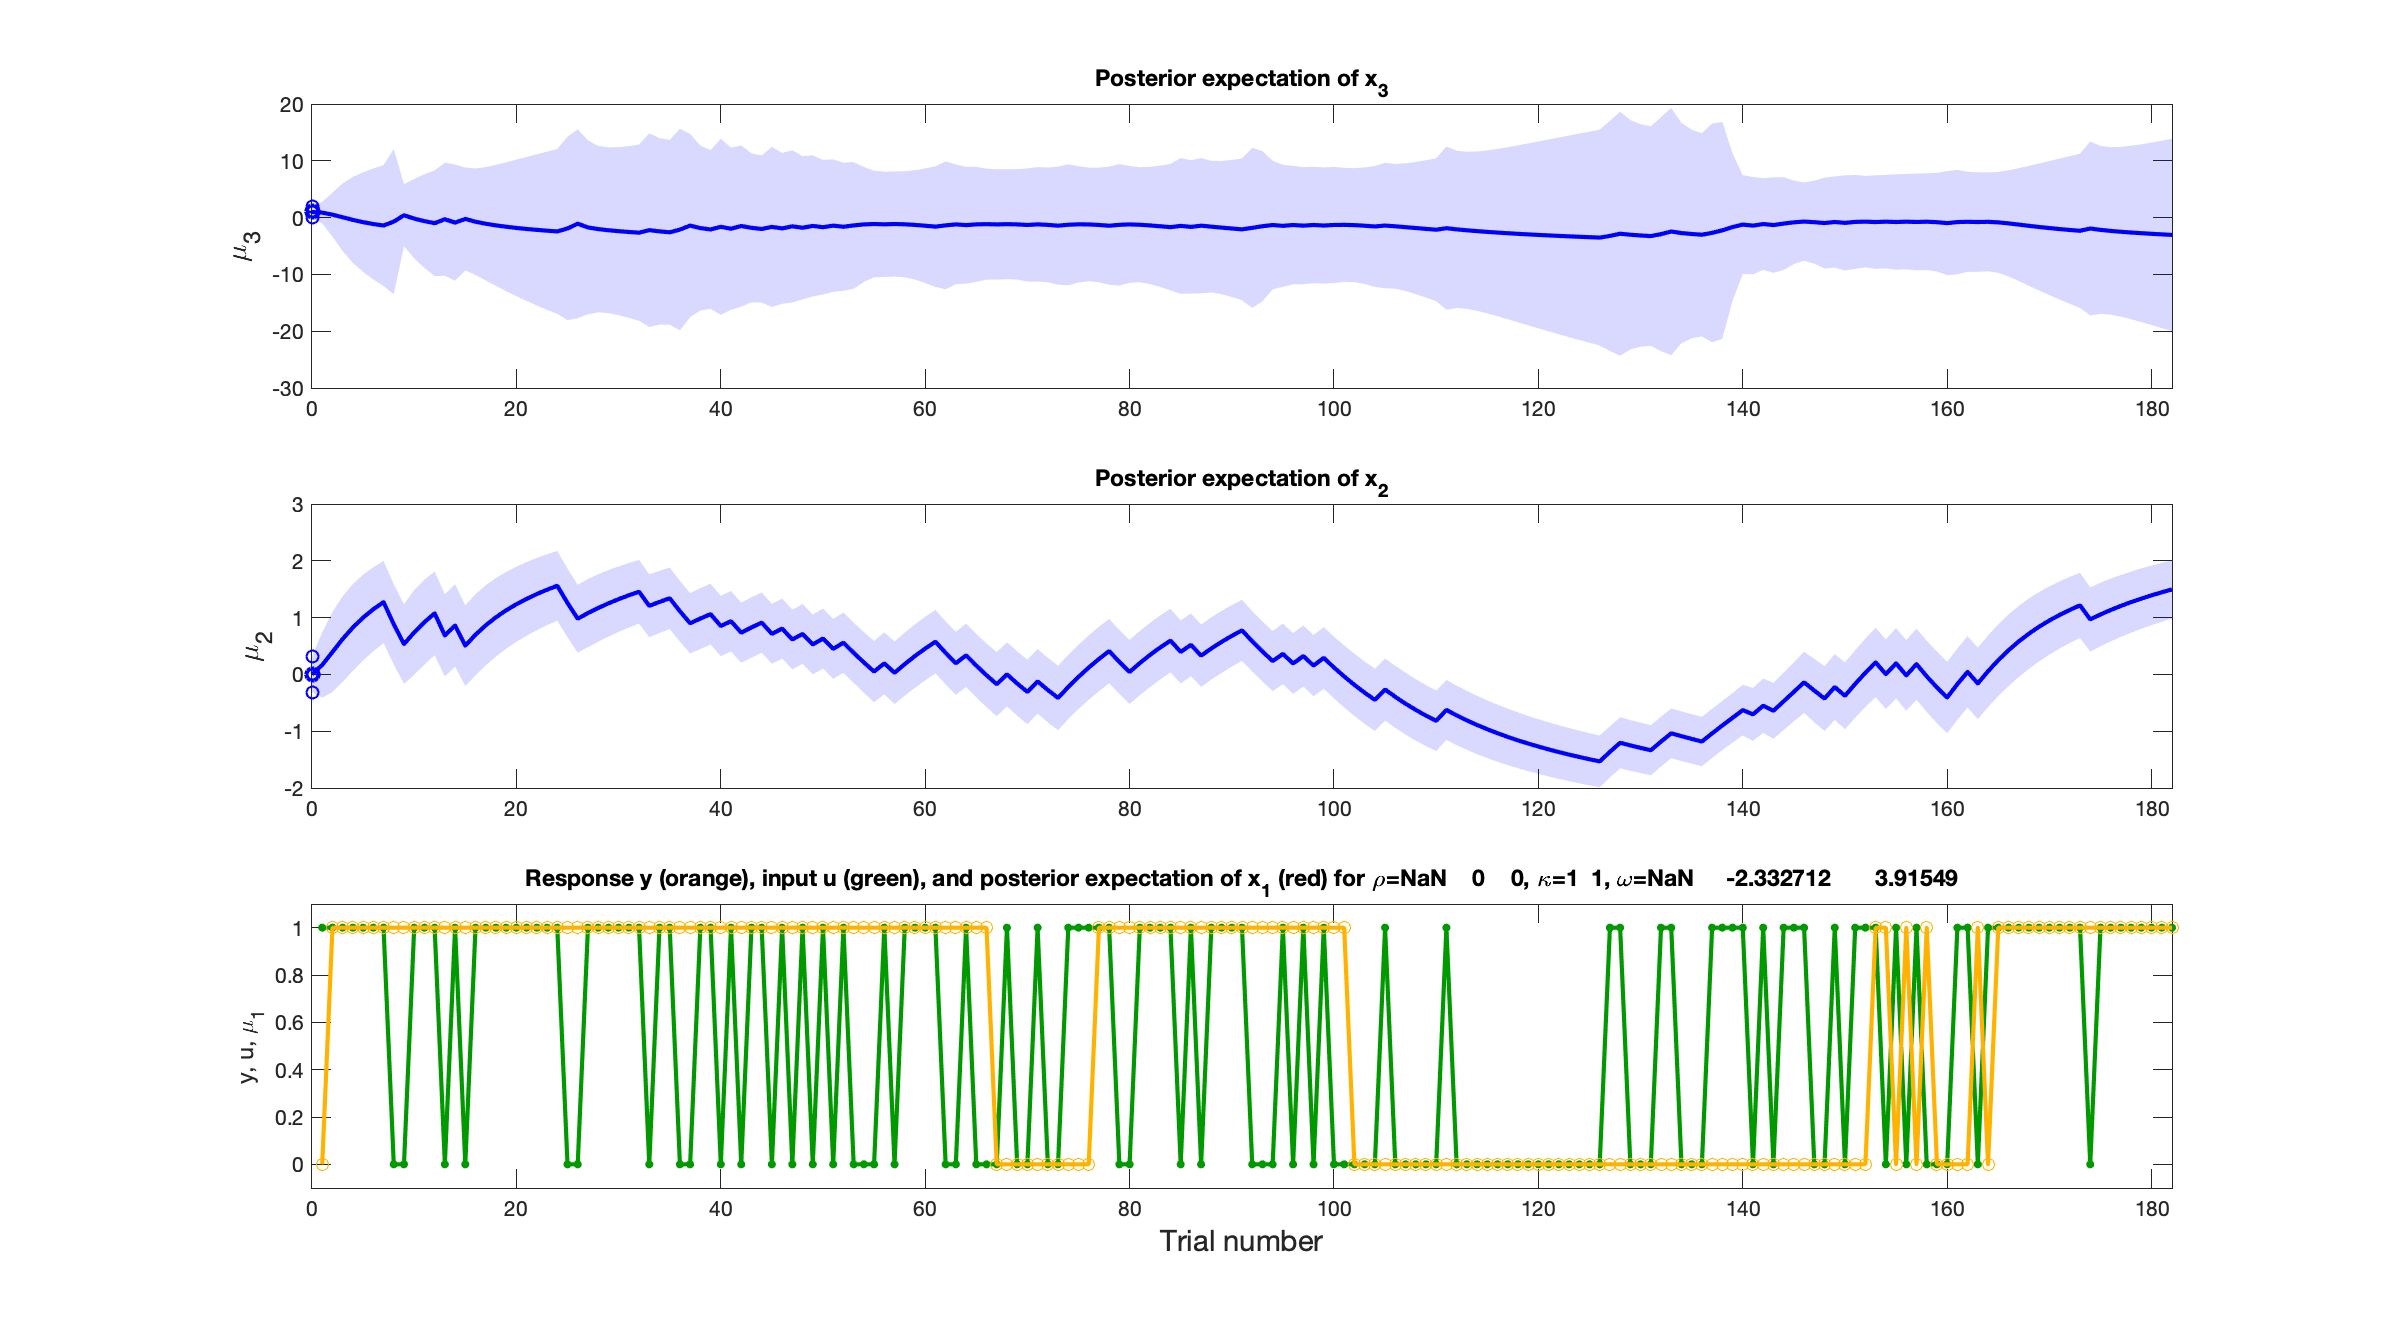 Posterior expectation of x3
μ3
20
10
0
-10
-20
-30
0 20 40 60 80 100 120 140 160 180
Posterior expectation of x2
μ2
3
2
1
0
-1
-2
0 20 40 60 80 100 120 140 160 180
Response y (orange), input u (green), and posterior expectation of x1 (red) for ρ=NaN 0 0, κ=1 1, ω=NaN -2.332712 3.91549
y, u, μ1
1
0.8
0.6
0.4
0.2
0
0 20 40 60 80 100 120 140 160 180
Trial number